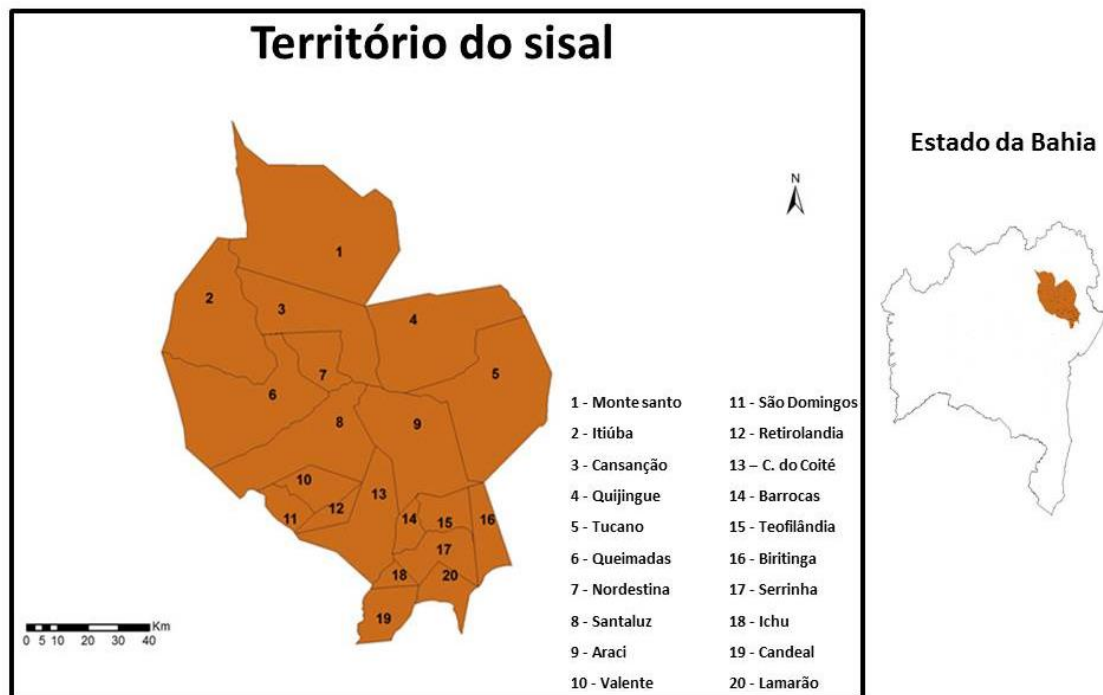 Território do sisal
Estado da Bahia
N
1
2
3
4
5
6
7
8
9
10
11
12
13
14
15
16
17
18
19
20
1 - Monte santo
2 - Itiúba
3 - Cansanção
4 - Quijingue
5 - Tucano
6 - Queimadas
7 - Nordestina
8 - Santaluz
9 - Araci
10 - Valente
11 - São Domingos
12 - Retirolandia
13 – C. do Coité
14 - Barrocas
15 - Teofilândia
16 - Biritinga
17 - Serrinha
18 - Ichu
19 - Candeal
20 - Lamarão
Km
0 5 10 20 30 40